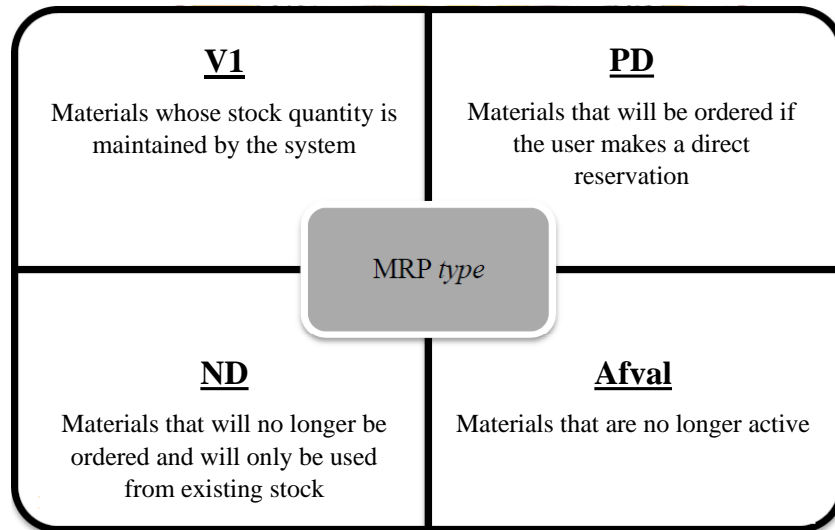 V1
Materials whose stock quantity is
maintained by the system
PD
Materials that will be ordered if
the user makes a direct
reservation
MRP type
ND
Materials that will no longer be
ordered and will only be used
from existing stock
Afval
Materials that are no longer active